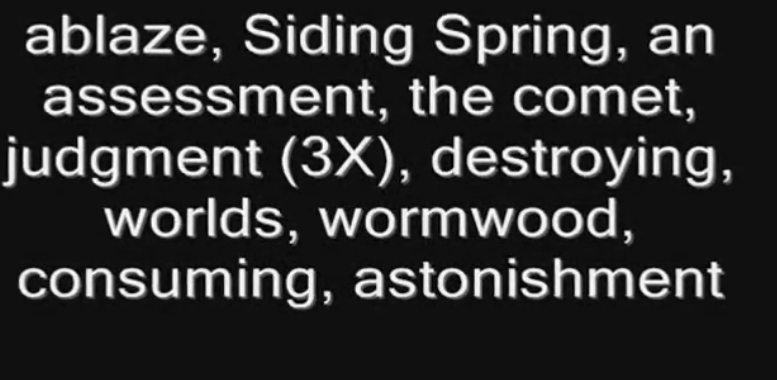 ablaze, Siding Spring, an
assessment, the comet,
judgment (3X), destroying,
worlds, wormwood,
consuming, astonishment